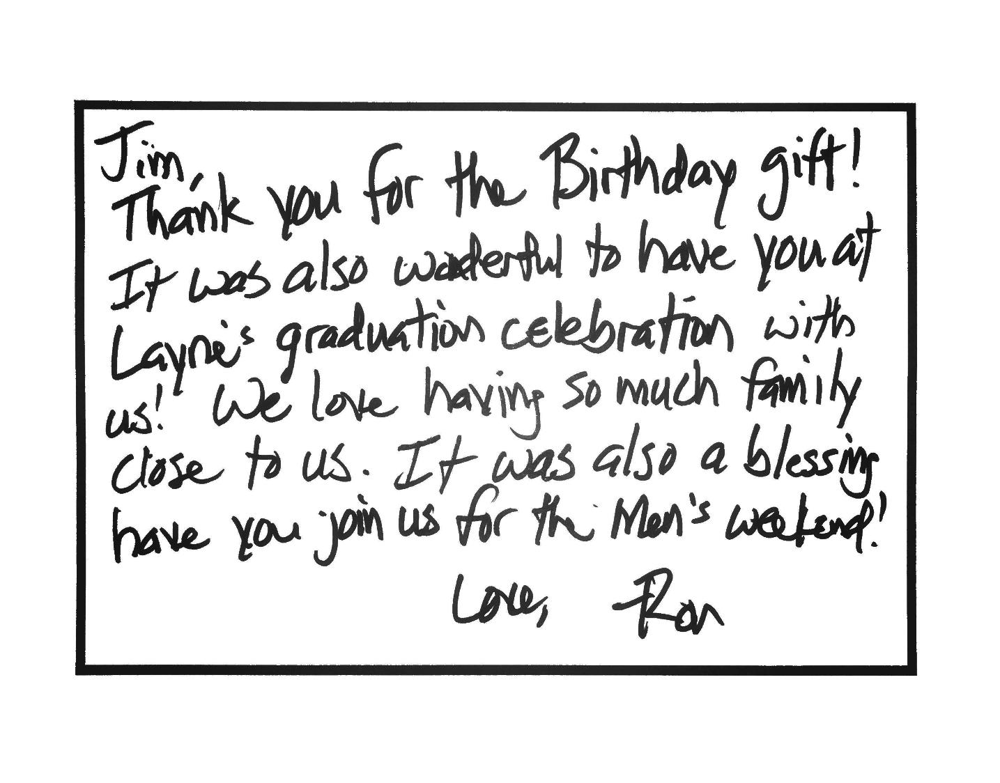 Jim,
Thank you for the Birthday gift!
It was also wonderful to have you at
Layne's graduation celebration with
us! We love having so much family
close to us. It was also a blessing
have you join us for the Men's weekend!
Love, Ron